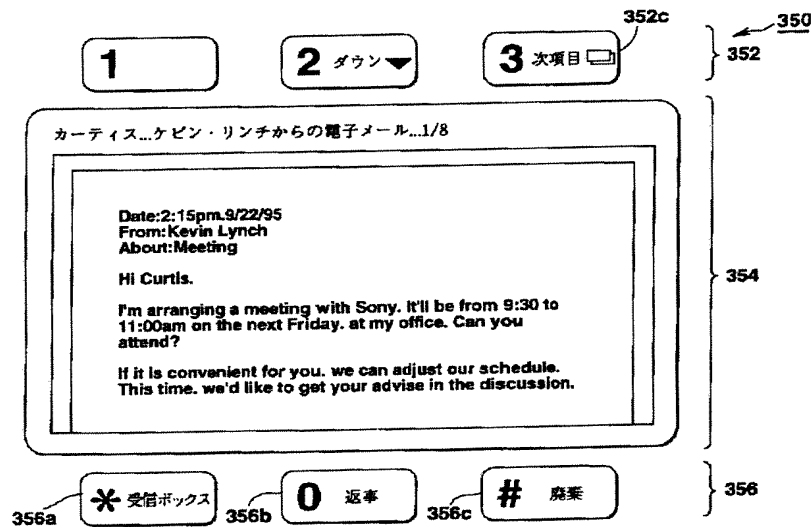 352c
350
1
2 ダウン
3 次項目
352
カーティス...ケビン・リンチからの電子メール...1/8
Date:2:15pm.9/22/95
From:Kevin Lynch
About:Meeting
Hi Curtis.
I'm arranging a meeting with Sony. It'll be from 9:30 to
11:00am on the next Friday. at my office. Can you
attend?
If it is convenient for you. we can adjust our schedule.
This time. we'd like to get your advise in the discussion.
354
356a
* 受信ボックス
356b
0 返事
356c
# 廃棄
356